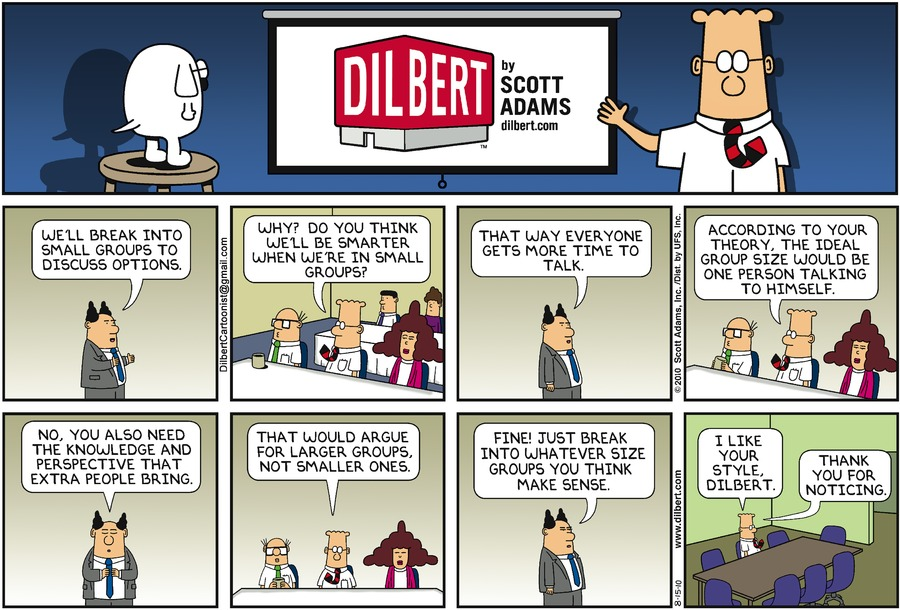 DILBERT
TM
by
SCOTT
ADAMS
dilbert.com
WE'LL BREAK INTO
SMALL GROUPS TO
DISCUSS OPTIONS.
DilbertCartoonist@gmail.com
WHY? DO YOU THINK
WE'LL BE SMARTER
WHEN WE'RE IN SMALL
GROUPS?
THAT WAY EVERYONE
GETS MORE TIME TO
TALK.
© 2010 Scott Adams, Inc./Dist. by UFS, Inc.
ACCORDING TO YOUR
THEORY, THE IDEAL
GROUP SIZE WOULD BE
ONE PERSON TALKING
TO HIMSELF.
NO, YOU ALSO NEED
THE KNOWLEDGE AND
PERSPECTIVE THAT
EXTRA PEOPLE BRING.
THAT WOULD ARGUE
FOR LARGER GROUPS,
NOT SMALLER ONES.
FINE! JUST BREAK
INTO WHATEVER SIZE
GROUPS YOU THINK
MAKE SENSE.
8-15-10
www.dilbert.com
I LIKE
YOUR
STYLE,
DILBERT.
THANK
YOU FOR
NOTICING.